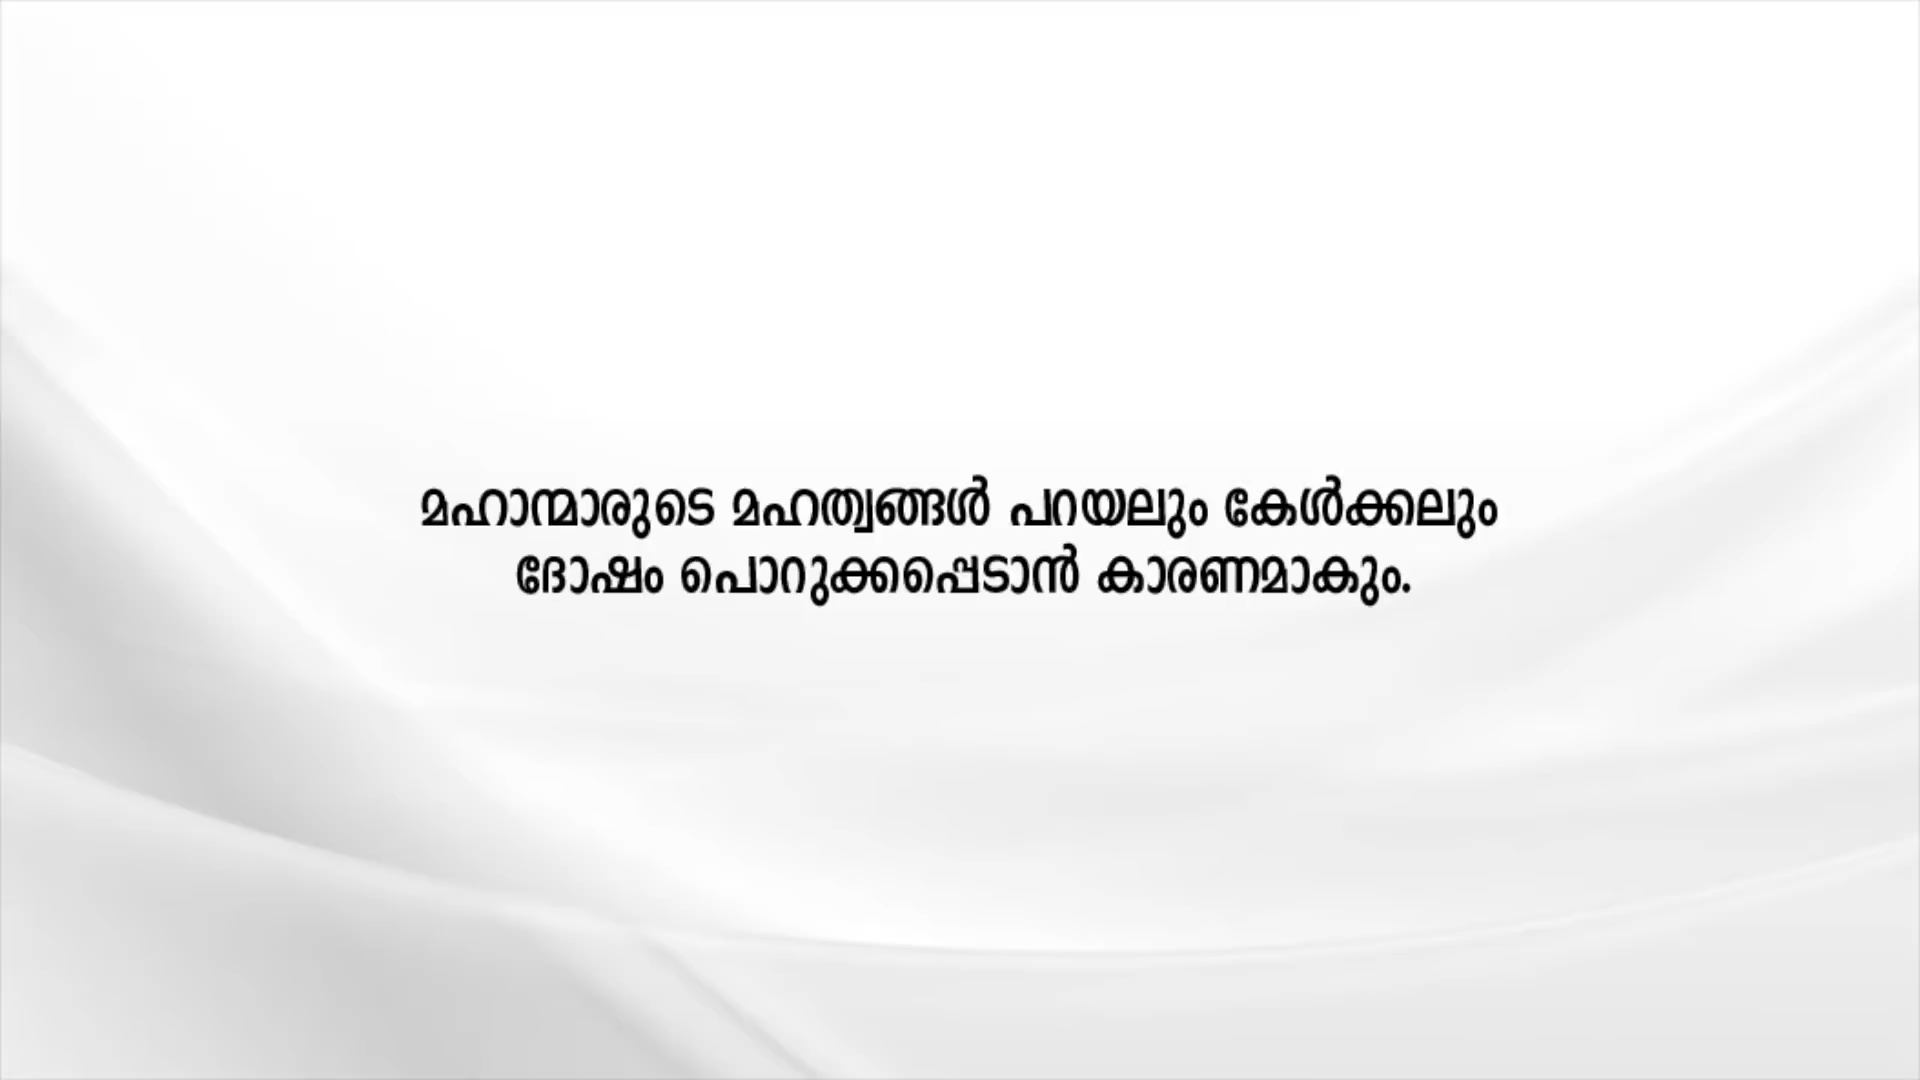 മഹാന്മാരുടെ മഹത്വങ്ങൾ പറയലും കേൾക്കലും
ദോഷം പൊറുക്കപ്പെടാൻ കാരണമാകും.